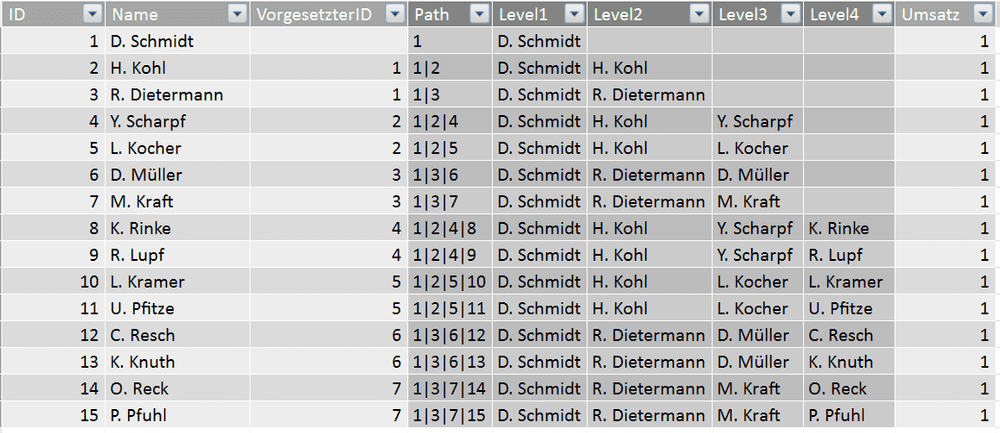 ID Name VorgesetzterID Path Level1 Level2 Level3 Level4 Umsatz
1 D. Schmidt 1 D. Schmidt 1
2 H. Kohl 1 1|2 D. Schmidt H. Kohl 1
3 R. Dietermann 1 1|3 D. Schmidt R. Dietermann 1
4 Y. Scharpf 2 1|2|4 D. Schmidt H. Kohl Y. Scharpf 1
5 L. Kocher 2 1|2|5 D. Schmidt H. Kohl L. Kocher 1
6 D. Müller 3 1|3|6 D. Schmidt R. Dietermann D. Müller 1
7 M. Kraft 3 1|3|7 D. Schmidt R. Dietermann M. Kraft 1
8 K. Rinke 4 1|2|4|8 D. Schmidt H. Kohl Y. Scharpf K. Rinke 1
9 R. Lupf 4 1|2|4|9 D. Schmidt H. Kohl Y. Scharpf R. Lupf 1
10 L. Kramer 5 1|2|5|10 D. Schmidt H. Kohl L. Kocher L. Kramer 1
11 U. Pfitze 5 1|2|5|11 D. Schmidt H. Kohl L. Kocher U. Pfitze 1
12 C. Resch 6 1|3|6|12 D. Schmidt R. Dietermann D. Müller C. Resch 1
13 K. Knuth 6 1|3|6|13 D. Schmidt R. Dietermann D. Müller K. Knuth 1
14 O. Reck 7 1|3|7|14 D. Schmidt R. Dietermann M. Kraft O. Reck 1
15 P. Pfuhl 7 1|3|7|15 D. Schmidt R. Dietermann M. Kraft P. Pfuhl 1